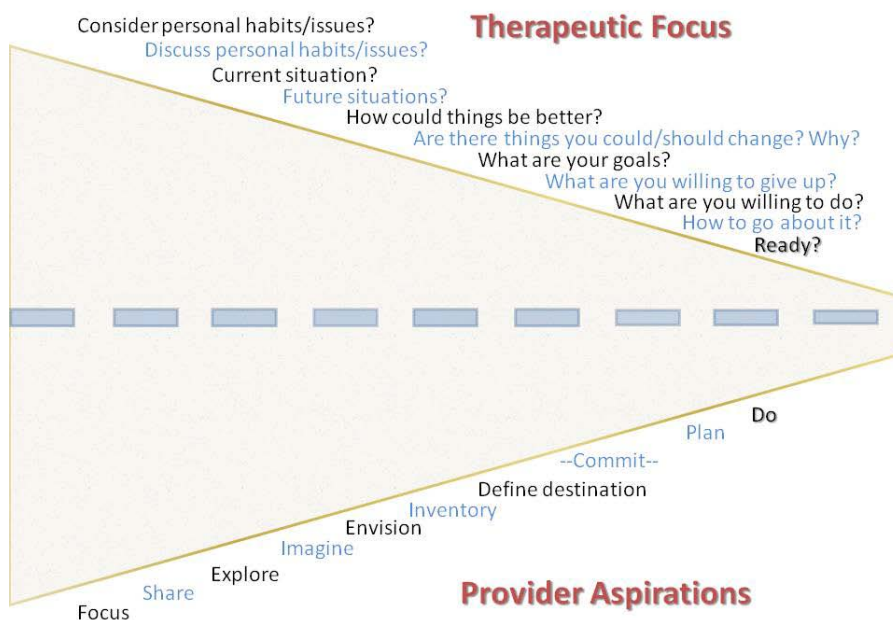 Consider personal habits/issues?
Therapeutic Focus
Discuss personal habits/issues?
Current situation?
Future situations?
How could things be better?
Are there things you could/should change? Why?
What are your goals?
What are you willing to give up?
What are you willing to do?
How to go about it?
Ready?
Do
Plan
--Commit--
Define destination
Inventory
Envision
Imagine
Explore
Share
Focus
Provider Aspirations